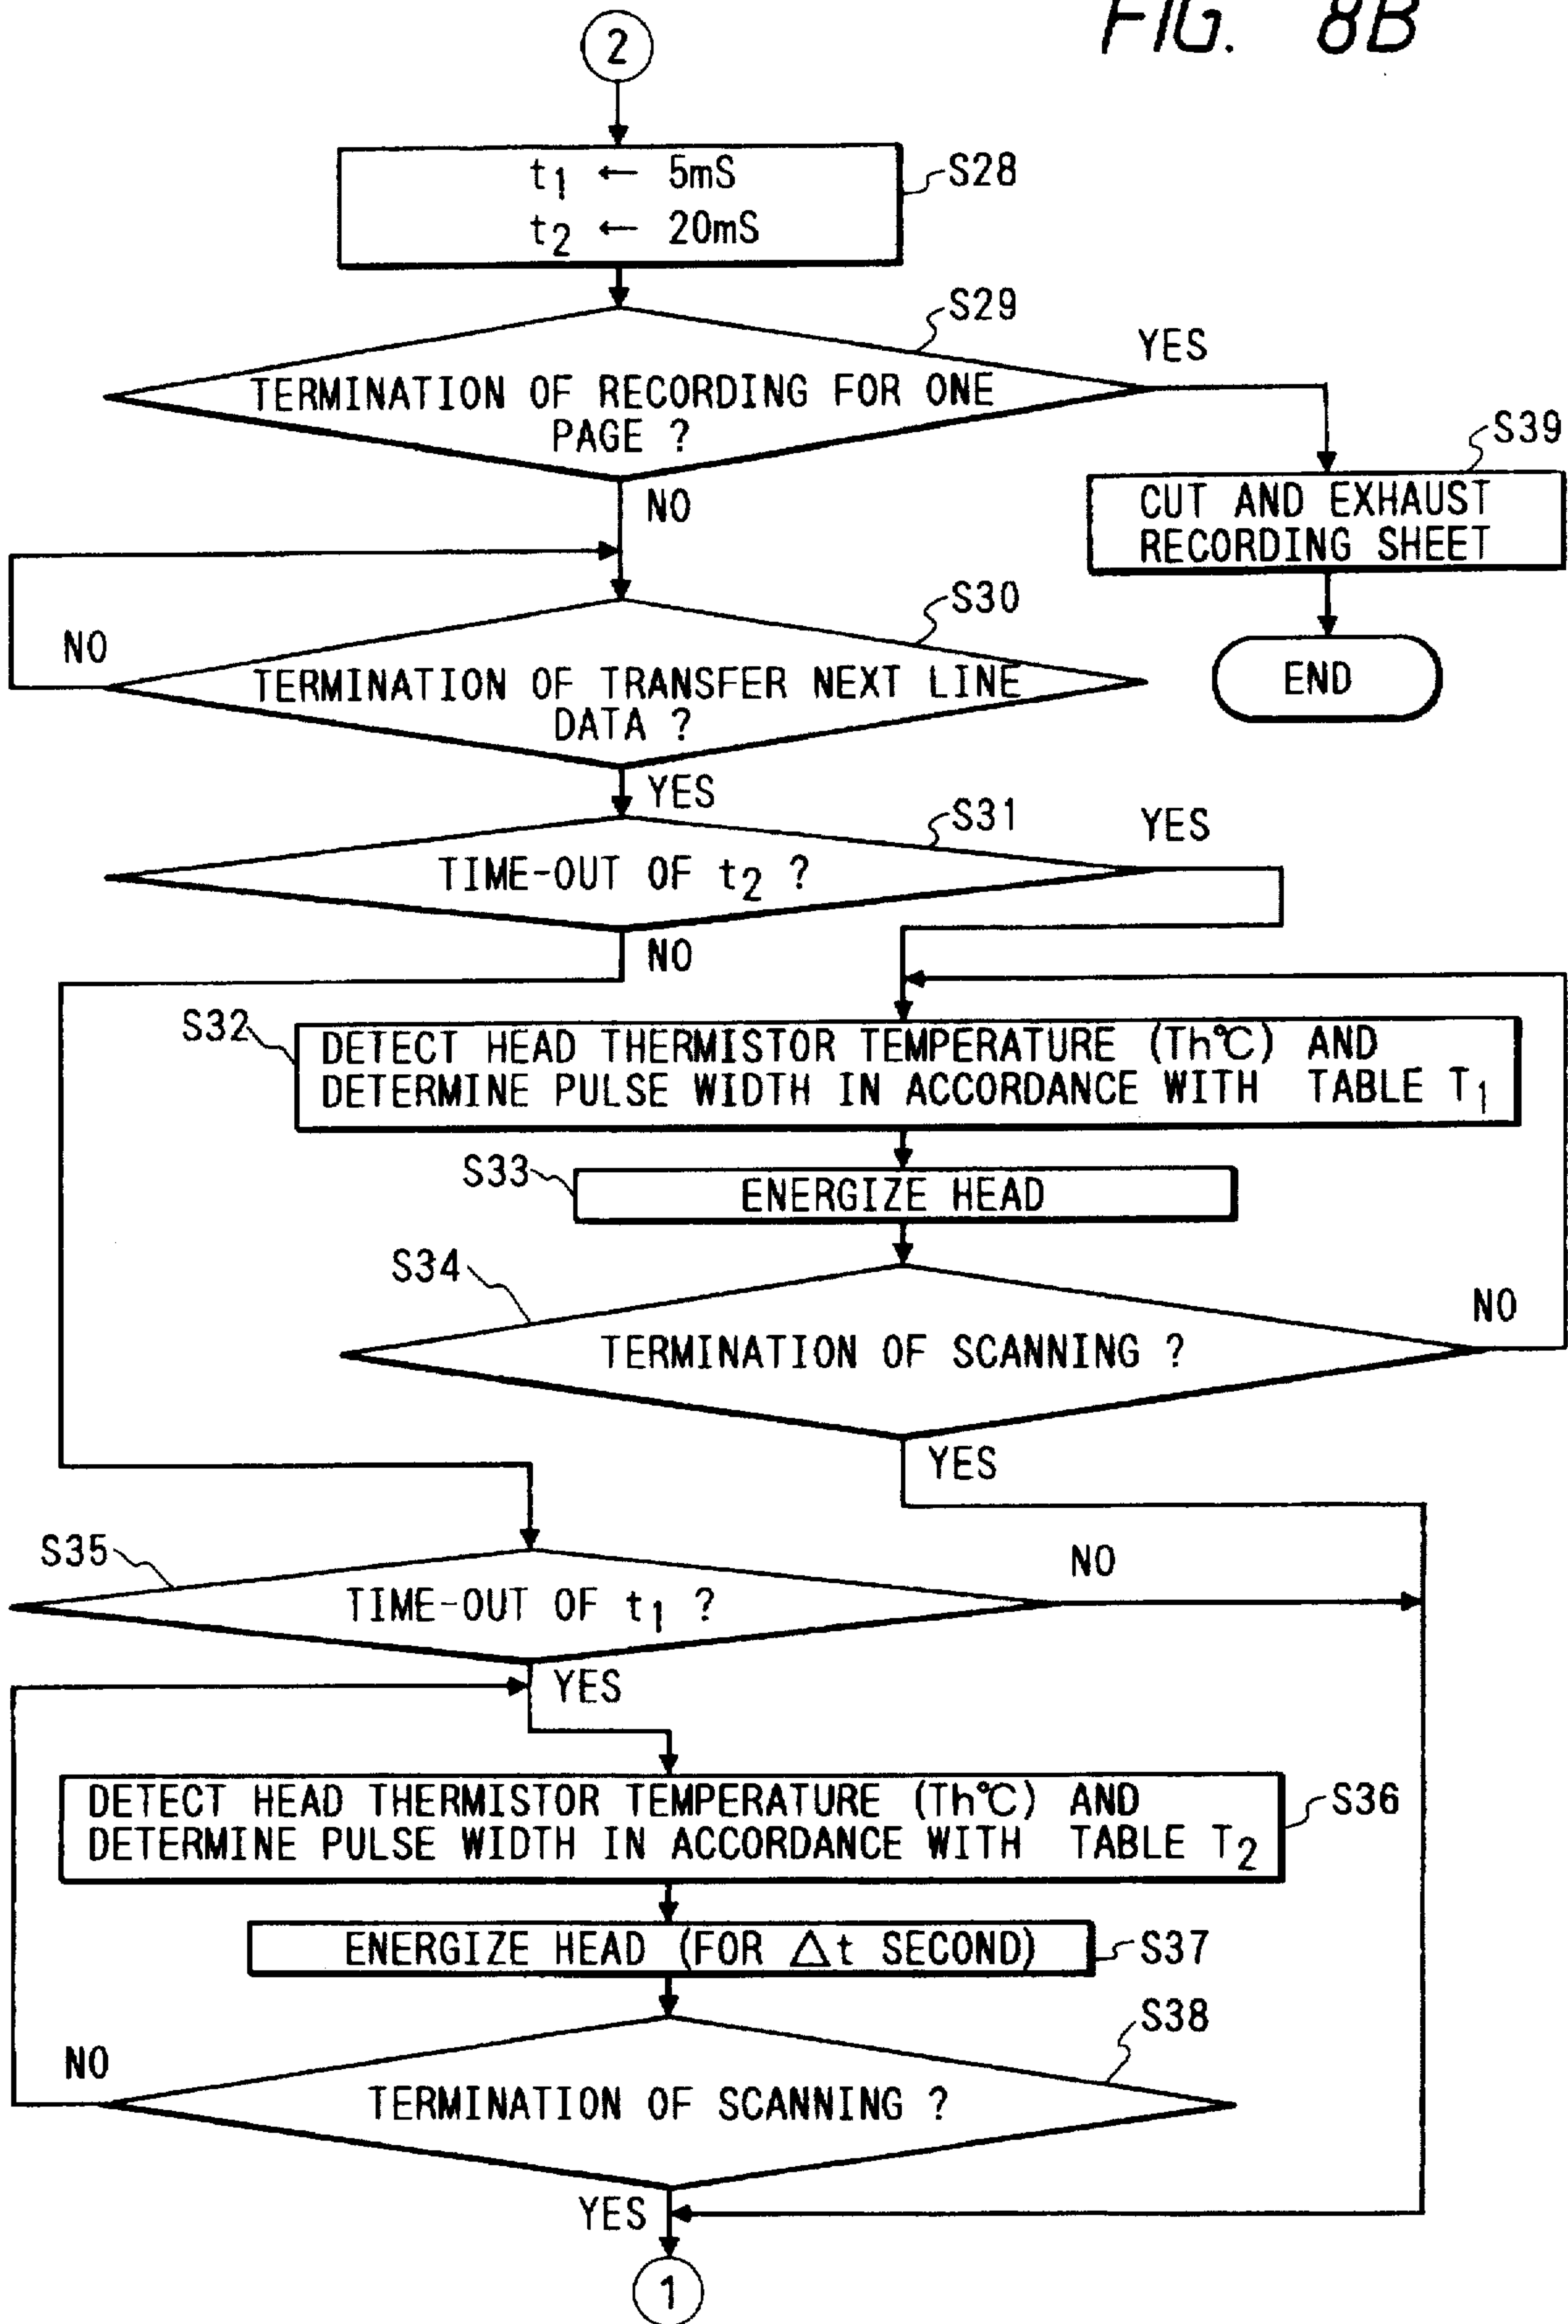 FIG. 8B
2
t1 ← 5mS
t2 ← 20mS
S28
S29
YES
TERMINATION OF RECORDING FOR ONE
PAGE ?
NO
S39
CUT AND EXHAUST
RECORDING SHEET
END
S30
NO
TERMINATION OF TRANSFER NEXT LINE
DATA ?
YES
S31
YES
TIME-OUT OF t2 ?
NO
S32
DETECT HEAD THERMISTOR TEMPERATURE (Th℃) AND
DETERMINE PULSE WIDTH IN ACCORDANCE WITH TABLE T1
S33
ENERGIZE HEAD
S34
NO
TERMINATION OF SCANNING ?
YES
S35
NO
TIME-OUT OF t1 ?
YES
DETECT HEAD THERMISTOR TEMPERATURE (Th℃) AND
DETERMINE PULSE WIDTH IN ACCORDANCE WITH TABLE T2
S36
ENERGIZE HEAD (FOR △t SECOND)
S37
S38
NO
TERMINATION OF SCANNING ?
YES
1